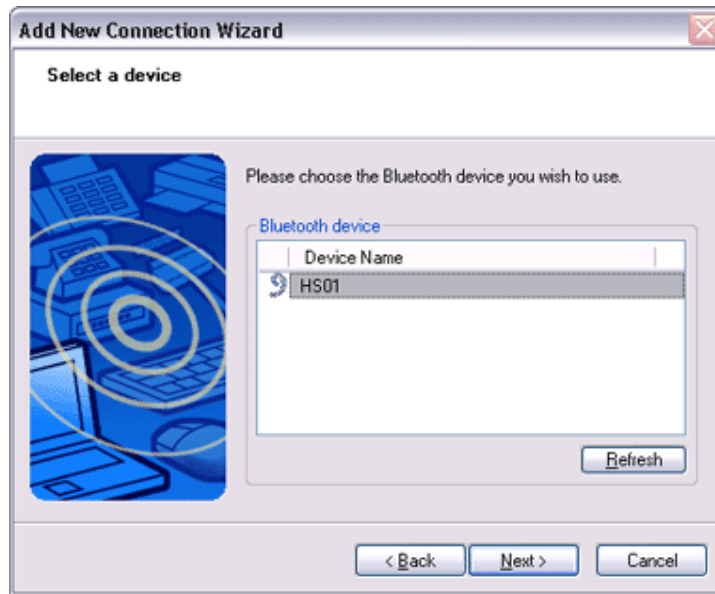 Add New Connection Wizard
Select a device
Please choose the Bluetooth device you wish to use.
Bluetooth device
Device Name
HS01
Refresh
< Back Next > Cancel